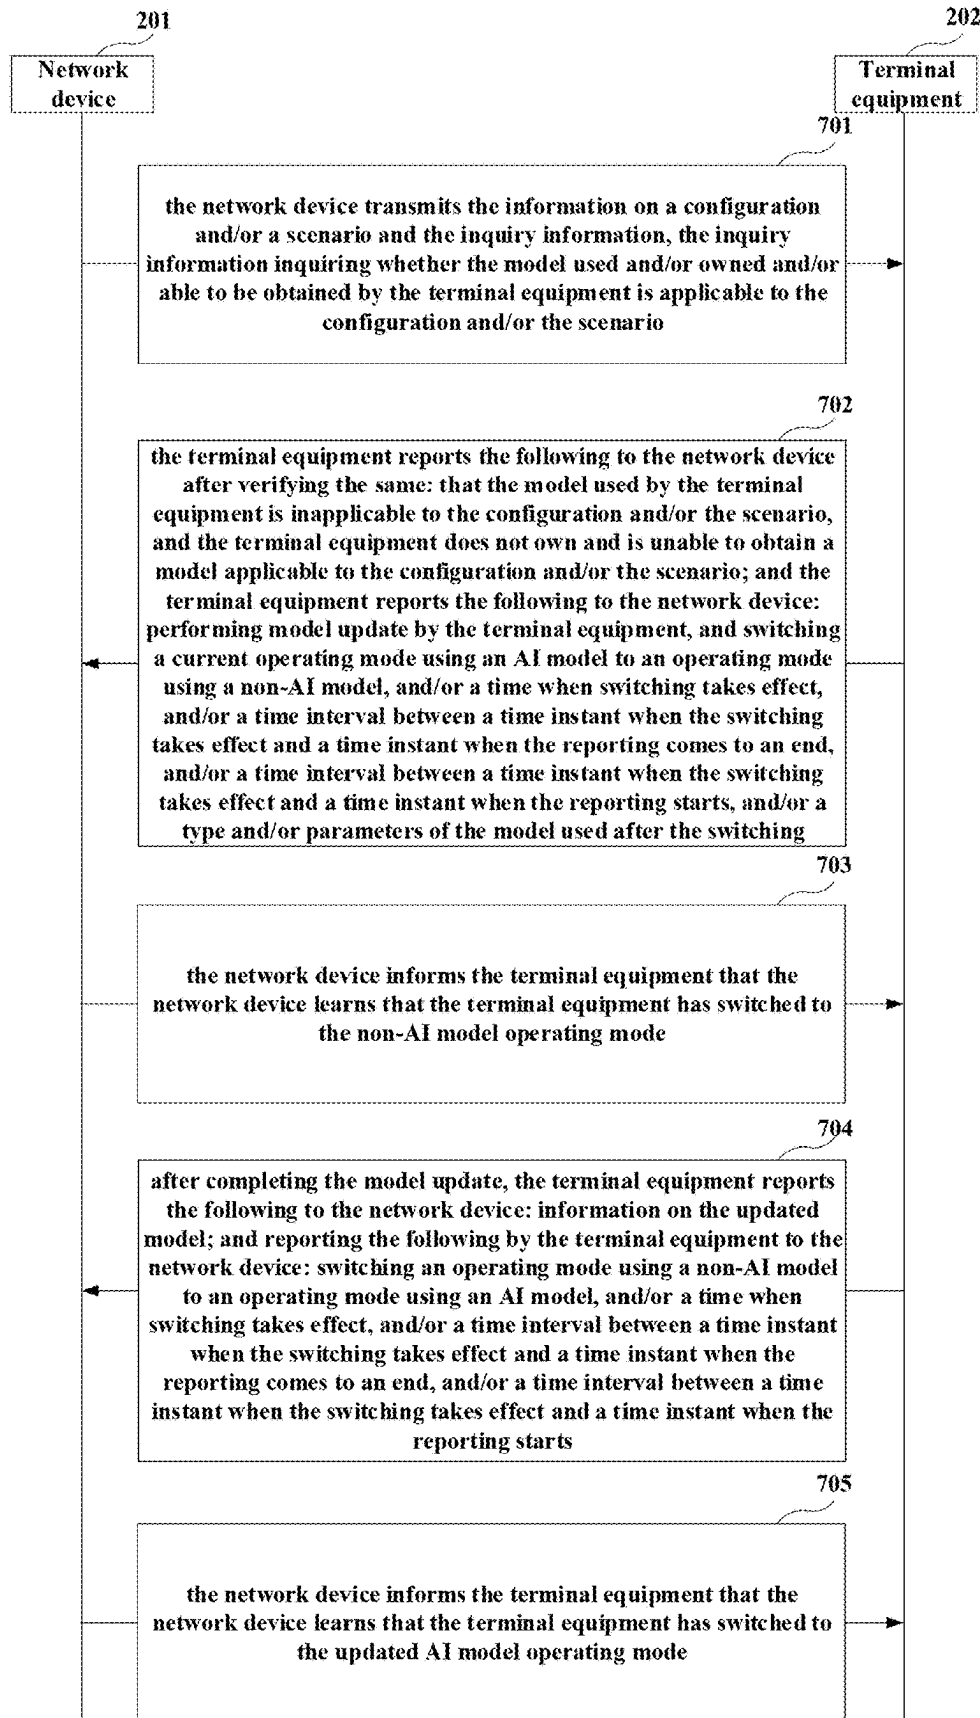 201
202
Network
device
Terminal
equipment
701
the network device transmits the information on a configuration
and/or a scenario and the inquiry information, the inquiry
information inquiring whether the model used and/or owned and/or
able to be obtained by the terminal equipment is applicable to the
configuration and/or the scenario
702
the terminal equipment reports the following to the network device
after verifying the same: that the model used by the terminal
equipment is inapplicable to the configuration and/or the scenario,
and the terminal equipment does not own and is unable to obtain a
model applicable to the configuration and/or the scenario; and the
terminal equipment reports the following to the network device:
performing model update by the terminal equipment, and switching
a current operating mode using an AI model to an operating mode
using a non-AI model, and/or a time when switching takes effect,
and/or a time interval between a time instant when the switching
takes effect and a time instant when the reporting comes to an end,
and/or a time interval between a time instant when the switching
takes effect and a time instant when the reporting starts, and/or a
type and/or parameters of the model used after the switching
703
the network device informs the terminal equipment that the
network device learns that the terminal equipment has switched to
the non-AI model operating mode
704
after completing the model update, the terminal equipment reports
the following to the network device: information on the updated
model; and reporting the following by the terminal equipment to the
network device: switching an operating mode using a non-AI model
to an operating mode using an AI model, and/or a time when
switching takes effect, and/or a time interval between a time instant
when the switching takes effect and a time instant when the
reporting comes to an end, and/or a time interval between a time
instant when the switching takes effect and a time instant when the
reporting starts
705
the network device informs the terminal equipment that the
network device learns that the terminal equipment has switched to
the updated AI model operating mode